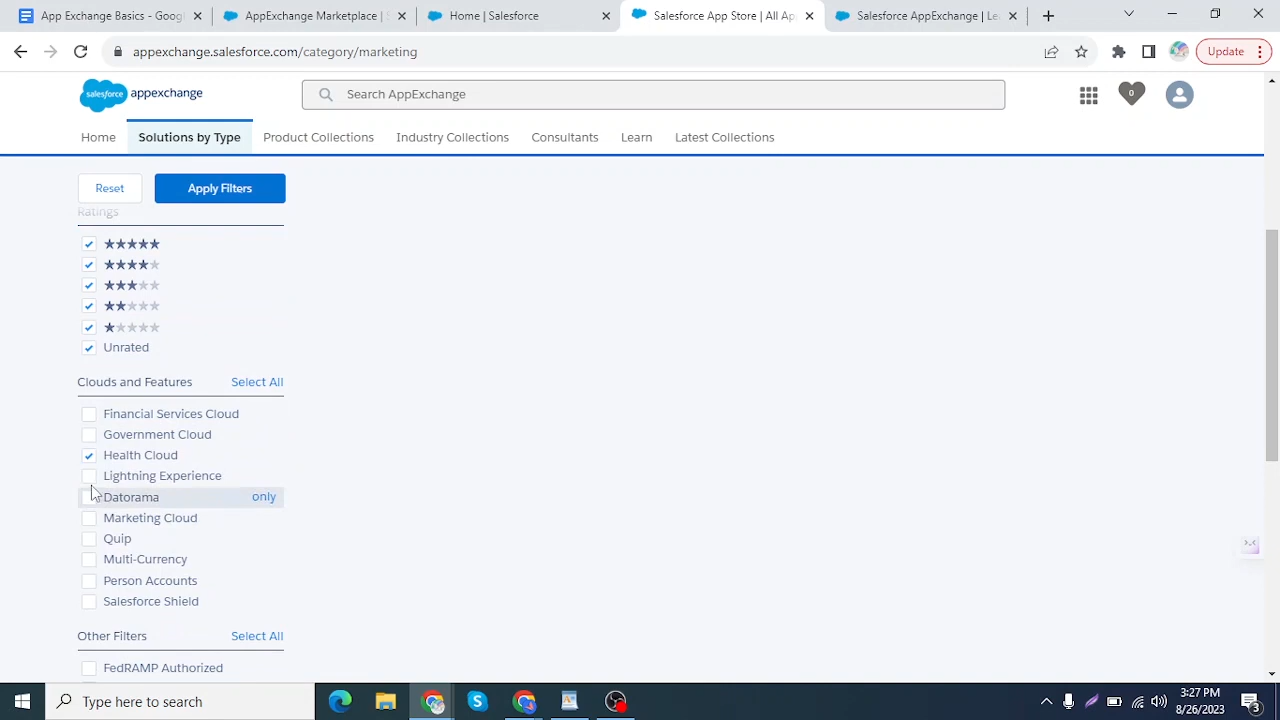 App Exchange Basics - Googl
AppExchange Marketplace | S
Home | Salesforce
Salesforce App Store | All Ap
Salesforce AppExchange | Le
appexchange.salesforce.com/category/marketing
Update
salesforce appexchange
Search AppExchange
0
Home
Solutions by Type
Product Collections
Industry Collections
Consultants
Learn
Latest Collections
Reset
Apply Filters
Ratings
Unrated
Clouds and Features
Select All
Financial Services Cloud
Government Cloud
Health Cloud
Lightning Experience
Datorama
only
Marketing Cloud
Quip
Multi-Currency
Person Accounts
Salesforce Shield
Other Filters
Select All
FedRAMP Authorized
Type here to search
3:27 PM
8/26/2023
3